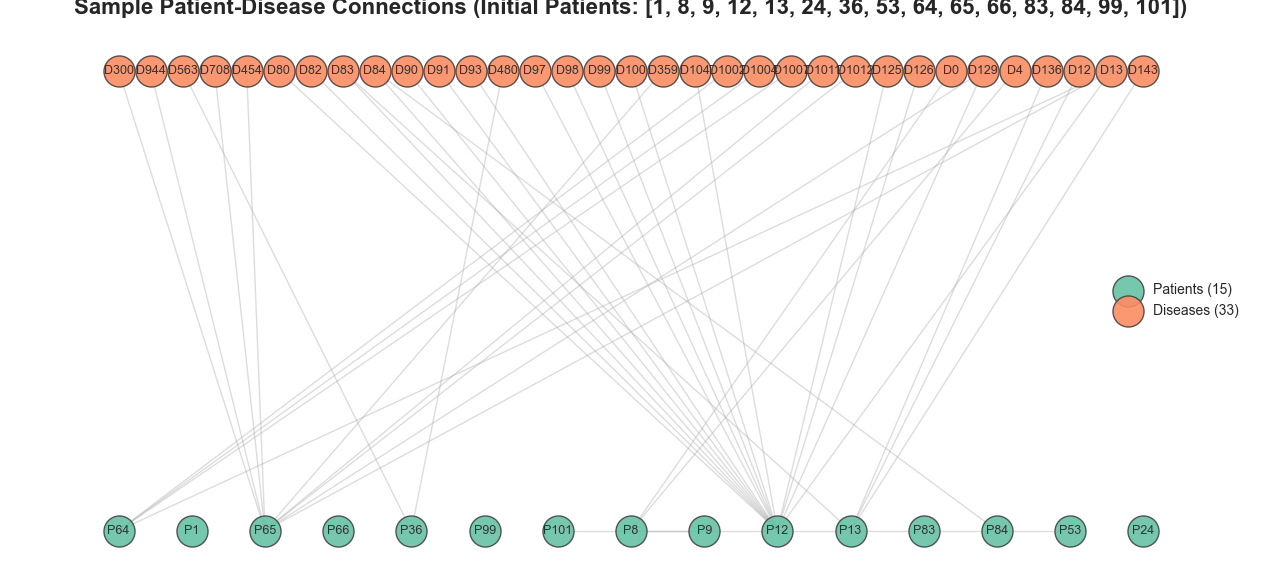 Sample Patient-Disease Connections (Initial Patients: [1, 8, 9, 12, 13, 24, 36, 53, 64, 65, 66, 83, 84, 99, 101])
D300 D944 D563 D708 D454 D80 D82 D83 D84 D90 D91 D93 D480 D97 D98 D99 D100 D359 D104 D1002 D1004 D1007 D1011 D1012 D125 D126 D0 D129 D4 D136 D12 D13 D143
Patients (15)
Diseases (33)
P64 P1 P65 P66 P36 P99 P101 P8 P9 P12 P13 P83 P84 P53 P24